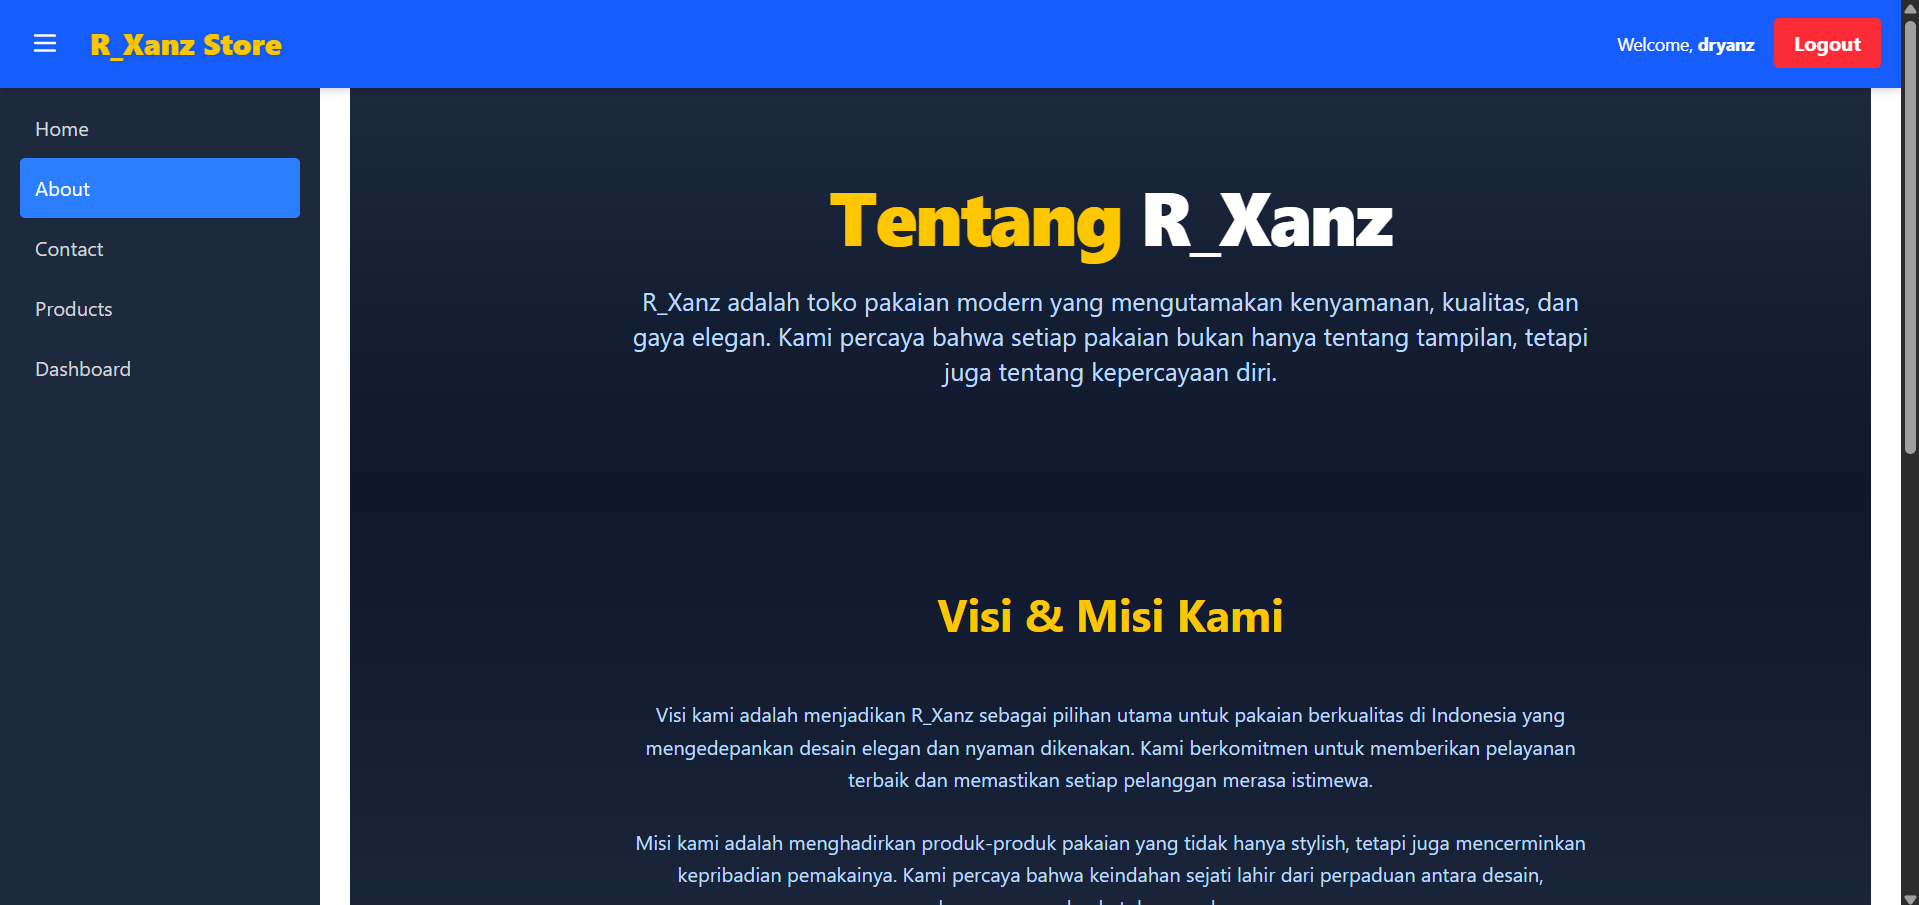 R_Xanz Store
Welcome, dryanz
Logout
Home
About
Contact
Products
Dashboard
Tentang R_Xanz
R_Xanz adalah toko pakaian modern yang mengutamakan kenyamanan, kualitas, dan
gaya elegan. Kami percaya bahwa setiap pakaian bukan hanya tentang tampilan, tetapi
juga tentang kepercayaan diri.
Visi & Misi Kami
Visi kami adalah menjadikan R_Xanz sebagai pilihan utama untuk pakaian berkualitas di Indonesia yang
mengedepankan desain elegan dan nyaman dikenakan. Kami berkomitmen untuk memberikan pelayanan
terbaik dan memastikan setiap pelanggan merasa istimewa.
Misi kami adalah menghadirkan produk-produk pakaian yang tidak hanya stylish, tetapi juga mencerminkan
kepribadian pemakainya. Kami percaya bahwa keindahan sejati lahir dari perpaduan antara desain,